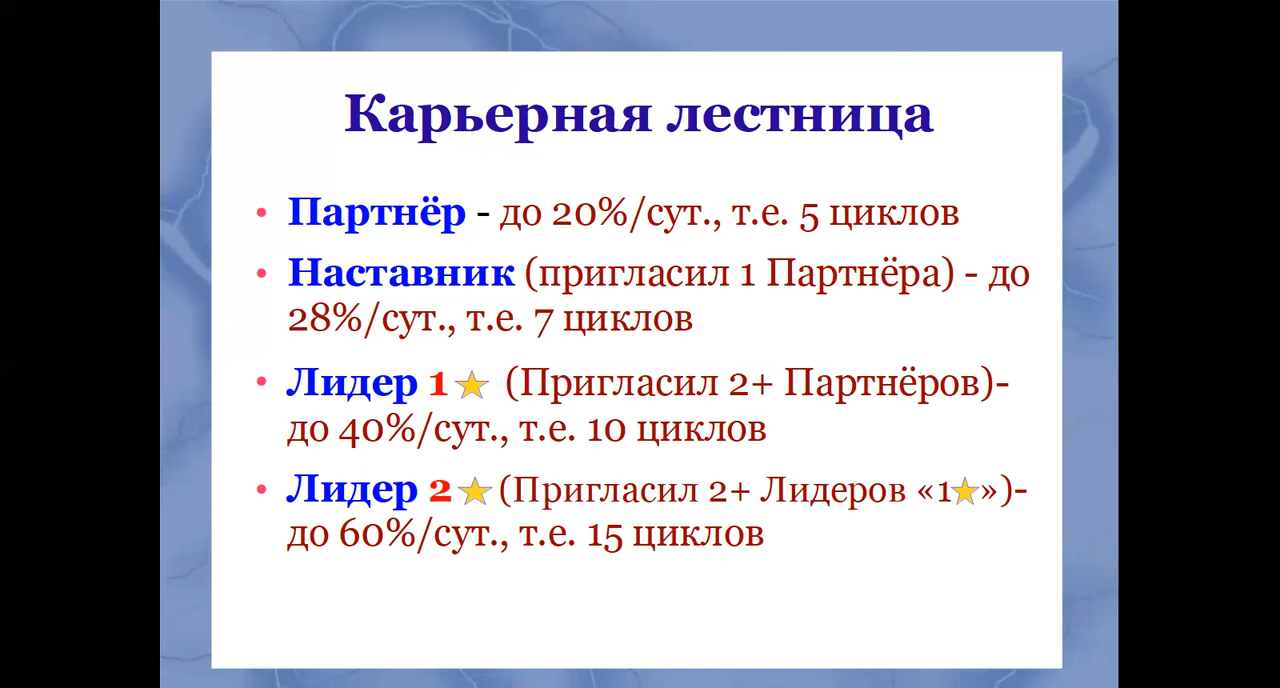 Карьерная лестница
• Партнёр - до 20%/сут., т.е. 5 циклов
• Наставник (пригласил 1 Партнёра) - до
28%/сут., т.е. 7 циклов
• Лидер 1⭐ (Пригласил 2+ Партнёров)-
до 40%/сут., т.е. 10 циклов
• Лидер 2⭐ (Пригласил 2+ Лидеров «1⭐»)-
до 60%/сут., т.е. 15 циклов